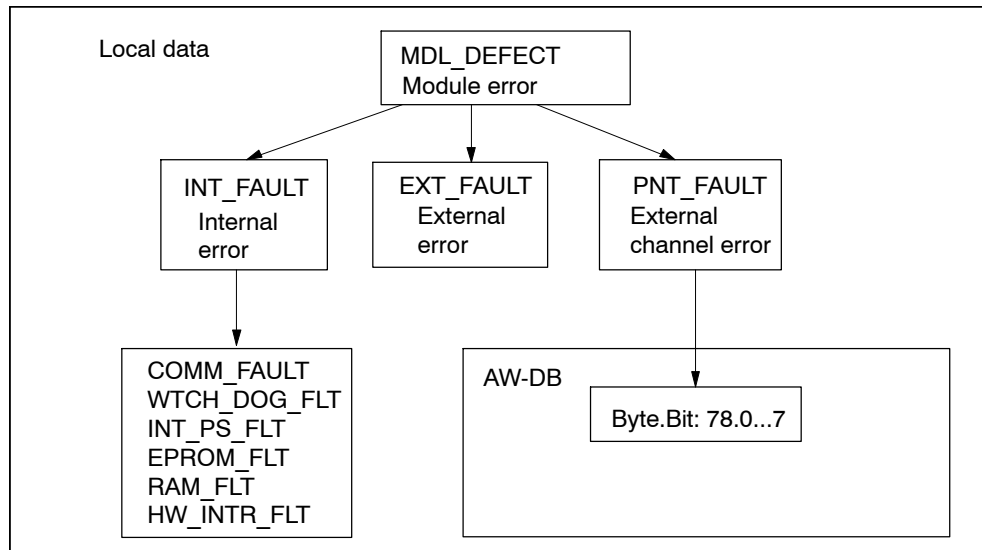 Local data
MDL_DEFECT
Module error
INT_FAULT
Internal
error
EXT_FAULT
External
error
PNT_FAULT
External
channel error
COMM_FAULT
WTCH_DOG_FLT
INT_PS_FLT
EPROM_FLT
RAM_FLT
HW_INTR_FLT
AW-DB
Byte.Bit: 78.0...7